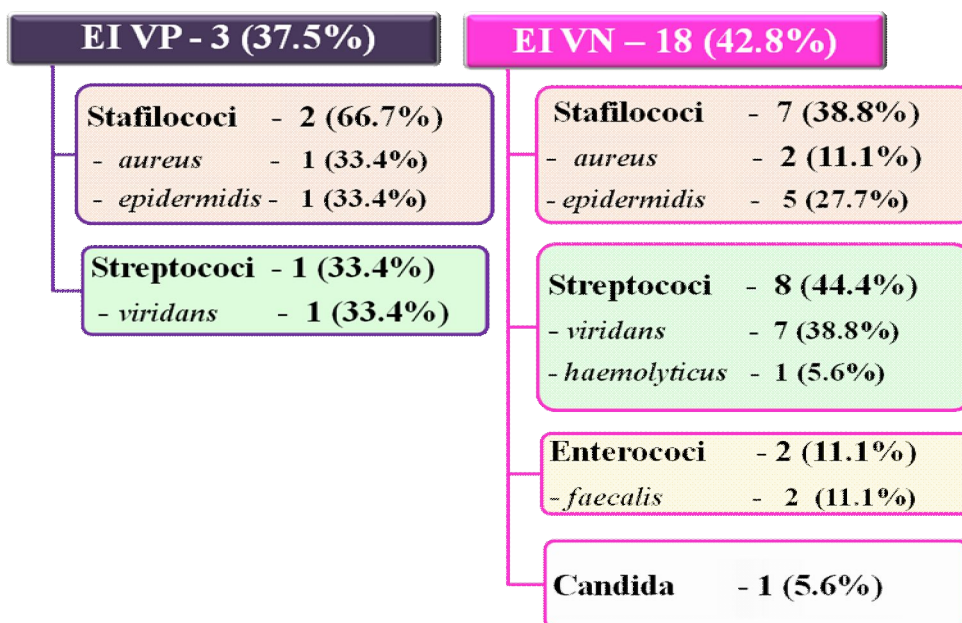 EI VP - 3 (37.5%)
Stafilococi - 2 (66.7%)
- aureus - 1 (33.4%)
- epidermidis - 1 (33.4%)
Streptococi - 1 (33.4%)
- viridans - 1 (33.4%)
EI VN – 18 (42.8%)
Stafilococi - 7 (38.8%)
- aureus - 2 (11.1%)
- epidermidis - 5 (27.7%)
Streptococi - 8 (44.4%)
- viridans - 7 (38.8%)
- haemolyticus - 1 (5.6%)
Enterococi - 2 (11.1%)
- faecalis - 2 (11.1%)
Candida - 1 (5.6%)